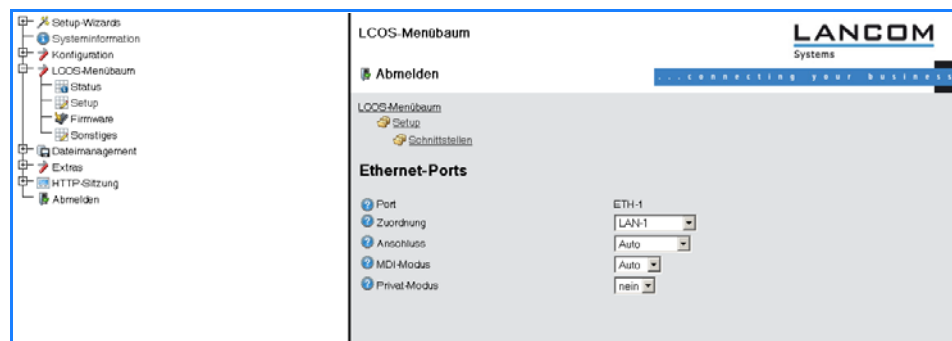 Setup-Wizards
Systeminformation
Konfiguration
LCOS-Menübaum
Status
Setup
Firmware
Sonstiges
Dateimanagement
Extras
HTTP-Sitzung
Abmelden
LCOS-Menübaum
LANCOM
Systems
Abmelden
...connecting your business
LCOS-Menübaum
Setup
Schnittstellen
Ethernet-Ports
Port ETH-1
Zuordnung LAN-1
Anschluss Auto
MDI-Modus Auto
Privat-Modus nein